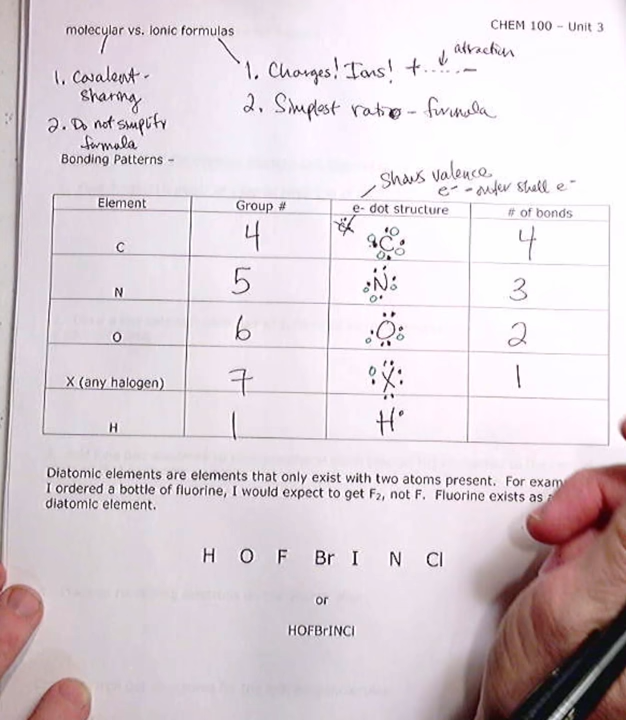 CHEM 100 – Unit 3
molecular vs. ionic formulas
1. Covalent -
sharing
2. Do not simplify
formula
1. Charges! Ions! +...... – attraction
2. Simplest ratio - formula
Bonding Patterns –
shows valence
e- - outer shell e-
Element Group # e- dot structure # of bonds
C 4 C 4
N 5 N 3
O 6 O 2
X (any halogen) 7 X 1
H 1 H
Diatomic elements are elements that only exist with two atoms present. For exam
I ordered a bottle of fluorine, I would expect to get F₂, not F. Fluorine exists as
diatomic element.
H O F Br I N Cl
or
HOFBrINCl